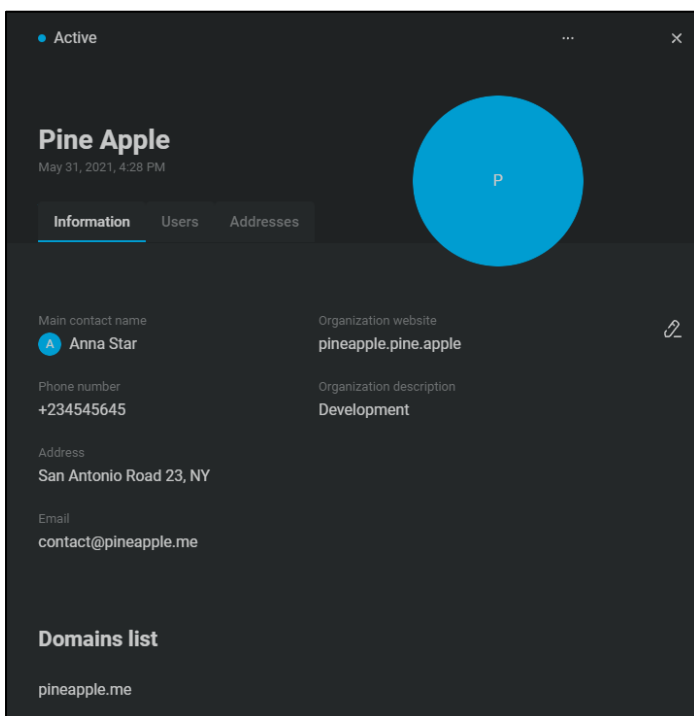 Active
...
Pine Apple
May 31, 2021, 4:28 PM
P
Information Users Addresses
Main contact name
A Anna Star
Organization website
pineapple.pine.apple
Phone number
+234545645
Organization description
Development
Address
San Antonio Road 23, NY
Email
contact@pineapple.me
Domains list
pineapple.me